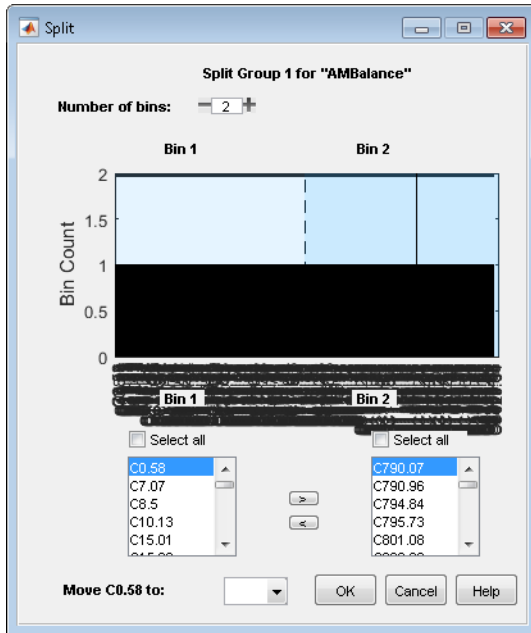 Split
Split Group 1 for "AMBalance"
Number of bins: 2
Bin 1 Bin 2
2
1.5
1
0.5
0
Bin Count
Bin 1 Bin 2
Select all Select all
C0.58 C790.07
C7.07 C790.96
C8.5 C794.84
C10.13 C795.73
C15.01 C801.08
> 
<
Move C0.58 to: OK Cancel Help